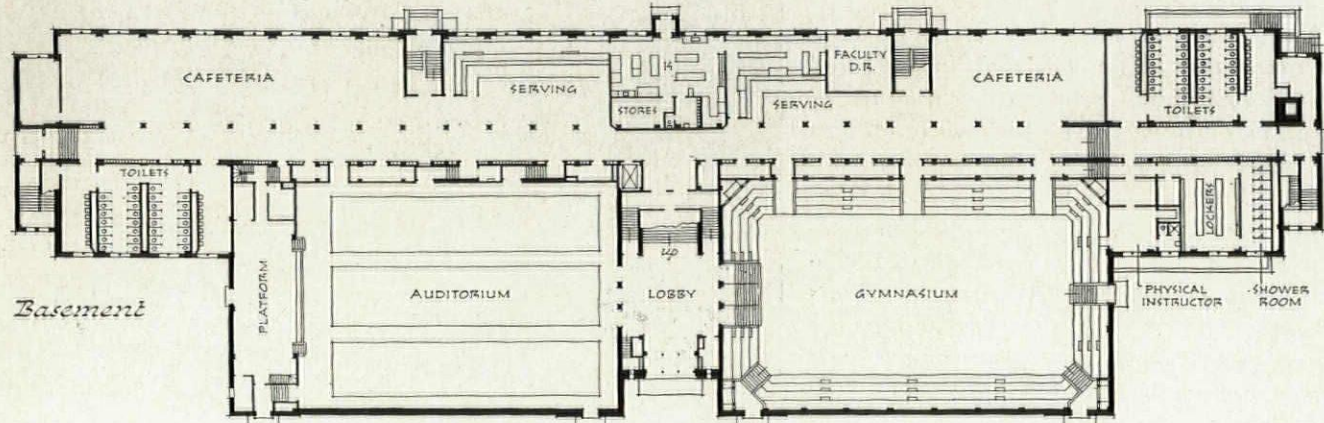 CAFETERIA
SERVING
14
STORES
SERVING
FACULTY
D.R.
CAFETERIA
TOILETS
TOILETS
PLATFORM
AUDITORIUM
up
LOBBY
GYMNASIUM
LOCKERS
PHYSICAL
INSTRUCTOR
SHOWER
ROOM
Basement